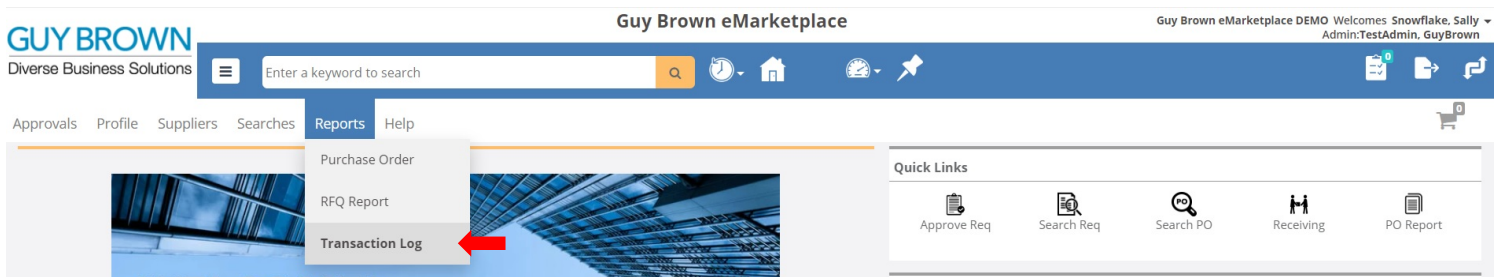 Guy Brown eMarketplace
Guy Brown eMarketplace DEMO Welcomes Snowflake, Sally
Admin:TestAdmin, GuyBrown
GUY BROWN
Diverse Business Solutions
Enter a keyword to search
0
Approvals Profile Suppliers Searches Reports Help
0
Purchase Order
RFQ Report
Transaction Log
Quick Links
PO
Approve Req Search Req Search PO Receiving PO Report